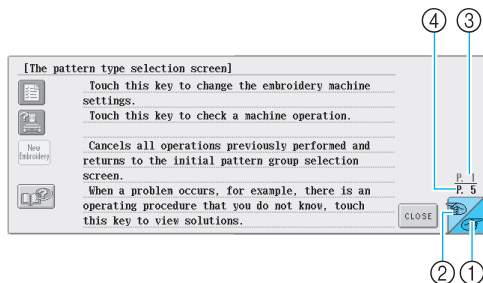 ④ ③
[The pattern type selection screen]
Touch this key to change the embroidery machine
settings.
Touch this key to check a machine operation.
New
Embroidery
Cancels all operations previously performed and
returns to the initial pattern group selection
screen.
When a problem occurs, for example, there is an
operating procedure that you do not know, touch
this key to view solutions.
P. 1
P. 5
CLOSE
② ①